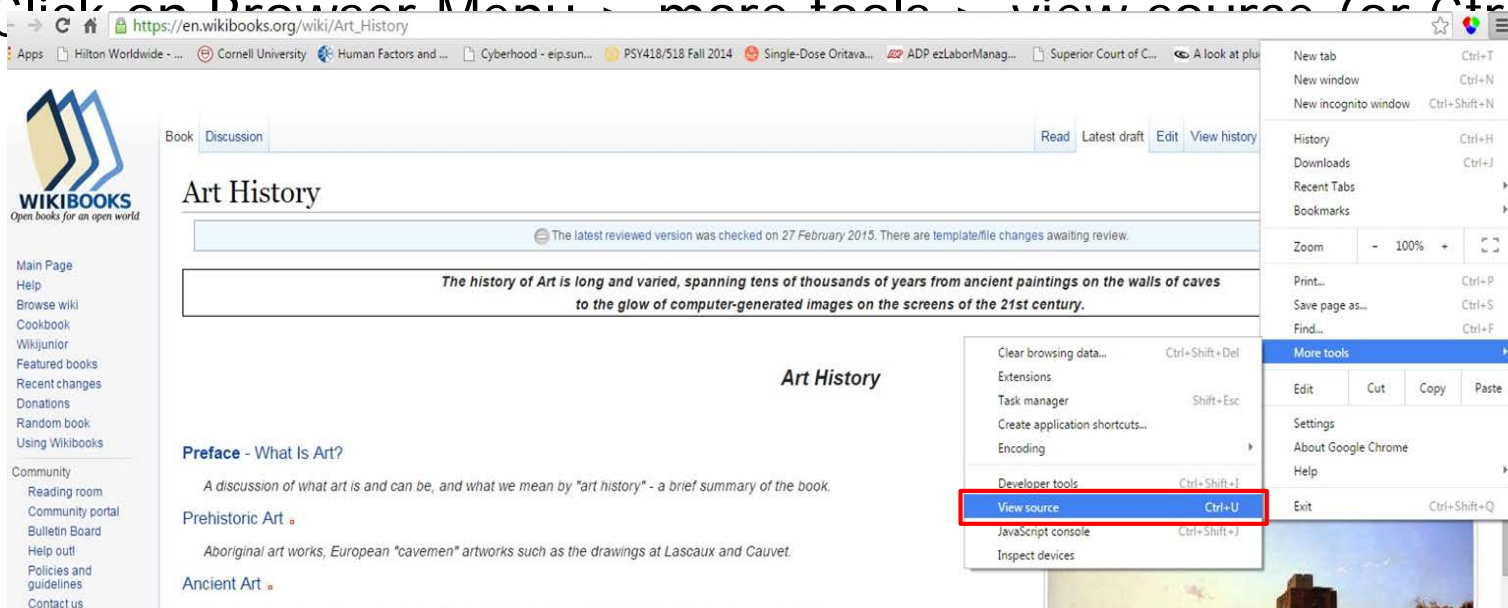 Click on Browser Menu > more tools > view source (or Ctrl
https://en.wikibooks.org/wiki/Art_History
Apps Hilton Worldwide - ... Cornell University Human Factors and ... Cyberhood - eip.sun... PSY418/518 Fall 2014 Single-Dose Oritava... ADP ezLaborManag... Superior Court of C... A look at plu
WIKIBOOKS
Open books for an open world
Main Page
Help
Browse wiki
Cookbook
Wikijunior
Featured books
Recent changes
Donations
Random book
Using Wikibooks
Community
Reading room
Community portal
Bulletin Board
Help out!
Policies and
guidelines
Contact us
Book Discussion Read Latest draft Edit View history
Art History
The latest reviewed version was checked on 27 February 2015. There are template/file changes awaiting review.
The history of Art is long and varied, spanning tens of thousands of years from ancient paintings on the walls of caves
to the glow of computer-generated images on the screens of the 21st century.
Art History
Preface - What Is Art?
A discussion of what art is and can be, and what we mean by "art history" - a brief summary of the book.
Prehistoric Art
Aboriginal art works, European "cavemen" artworks such as the drawings at Lascaux and Cauvet.
Ancient Art
New tab Ctrl+T
New window Ctrl+N
New incognito window Ctrl+Shift+N
History Ctrl+H
Downloads Ctrl+J
Recent Tabs
Bookmarks
Zoom - 100% +
Print... Ctrl+P
Save page as... Ctrl+S
Find... Ctrl+F
More tools
Edit Cut Copy Paste
Settings
About Google Chrome
Help
Exit Ctrl+Shift+Q
Clear browsing data... Ctrl+Shift+Del
Extensions
Task manager Shift+Esc
Create application shortcuts...
Encoding
Developer tools Ctrl+Shift+I
View source Ctrl+U
JavaScript console Ctrl+Shift+J
Inspect devices